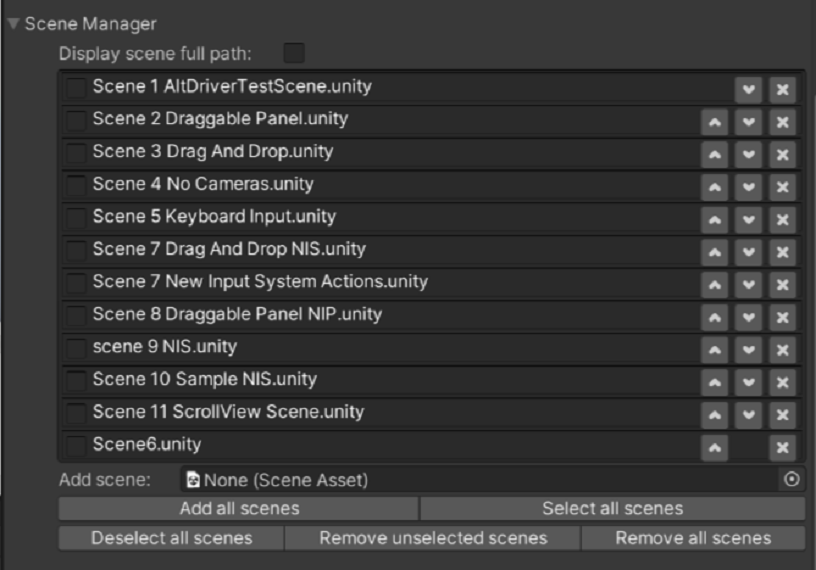 Scene Manager
Display scene full path:
Scene 1 AltDriverTestScene.unity
Scene 2 Draggable Panel.unity
Scene 3 Drag And Drop.unity
Scene 4 No Cameras.unity
Scene 5 Keyboard Input.unity
Scene 7 Drag And Drop NIS.unity
Scene 7 New Input System Actions.unity
Scene 8 Draggable Panel NIP.unity
scene 9 NIS.unity
Scene 10 Sample NIS.unity
Scene 11 ScrollView Scene.unity
Scene6.unity
Add scene: None (Scene Asset)
Add all scenes Select all scenes
Deselect all scenes Remove unselected scenes Remove all scenes